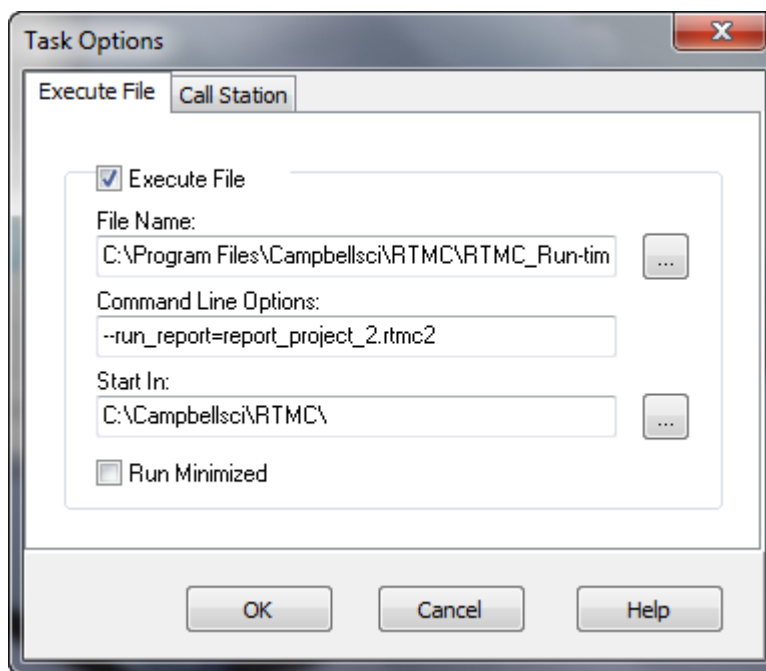 Task Options
Execute File Call Station
Execute File
File Name:
C:\Program Files\Campbellsci\RTMC\RTMC_Run-tim
...
Command Line Options:
--run_report=report_project_2.rtmc2
Start In:
C:\Campbellsci\RTMC\
...
Run Minimized
OK Cancel Help